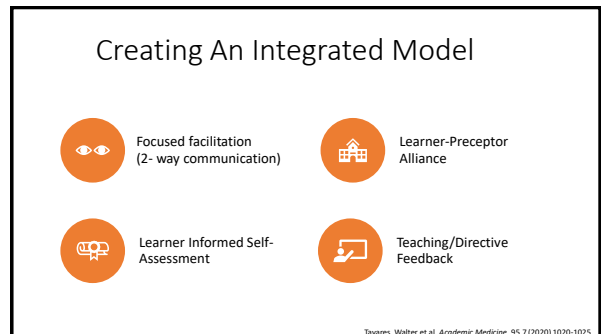 Creating An Integrated Model
Focused facilitation
(2- way communication)
Learner-Preceptor
Alliance
Learner Informed Self-
Assessment
Teaching/Directive
Feedback
Tavares, Walter et al. Academic Medicine, 95.7 (2020) 1020-1025